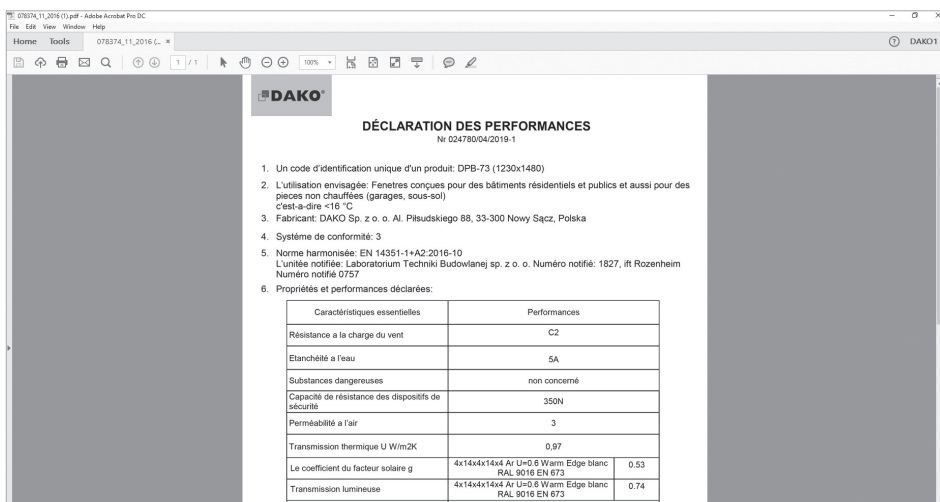 078374_11_2016 (1).pdf - Adobe Acrobat Pro DC
File Edit View Window Help
Home Tools 078374_11_2016 (... × DAKO1
1 / 1 100%
DAKO®
DÉCLARATION DES PERFORMANCES
Nr 024780/04/2019-1
1. Un code d'identification unique d'un produit: DPB-73 (1230x1480)
2. L'utilisation envisagée: Fenetres conçues pour des bâtiments résidentiels et publics et aussi pour des
pieces non chauffées (garages, sous-sol)
c'est-a-dire <16 °C
3. Fabricant: DAKO Sp. z o. o. Al. Piłsudskiego 88, 33-300 Nowy Sącz, Polska
4. Systéme de conformité: 3
5. Norme harmonisée: EN 14351-1+A2:2016-10
L'unitée notifiée: Laboratorium Techniki Budowlanej sp. z o. o. Numéro notifié: 1827, ift Rozenheim
Numéro notifié 0757
6. Propriétés et performances déclarées:
Caractéristiques essentielles Performances
Résistance a la charge du vent C2
Etanchéité a l'eau 5A
Substances dangereuses non concerné
Capacité de résistance des dispositifs de
sécurité 350N
Perméabilité a l'air 3
Transmission thermique U W/m2K 0,97
Le coefficient du facteur solaire g 4x14x4x14x4 Ar U=0.6 Warm Edge blanc
RAL 9016 EN 673 0.53
Transmission lumineuse 4x14x4x14x4 Ar U=0.6 Warm Edge blanc
RAL 9016 EN 673 0.74